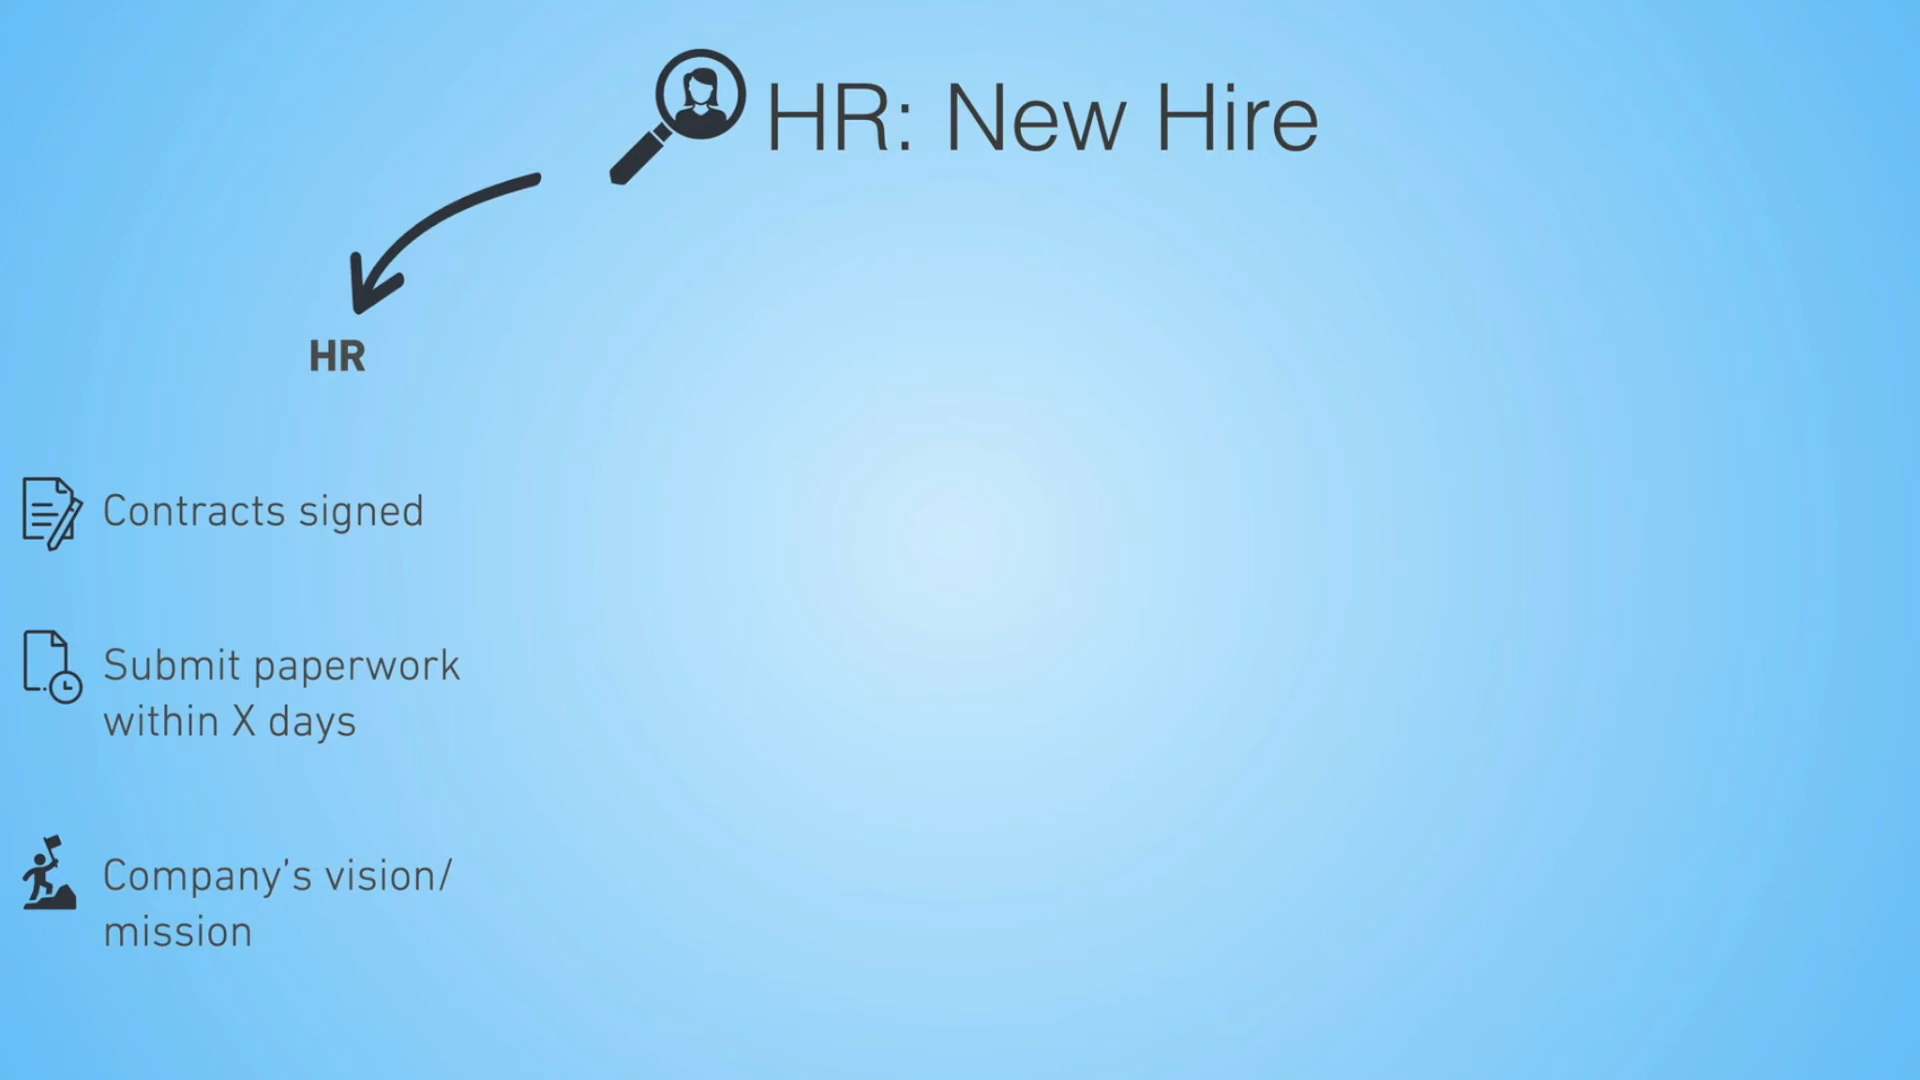 HR: New Hire
HR
Contracts signed
Submit paperwork
within X days
Company's vision/
mission